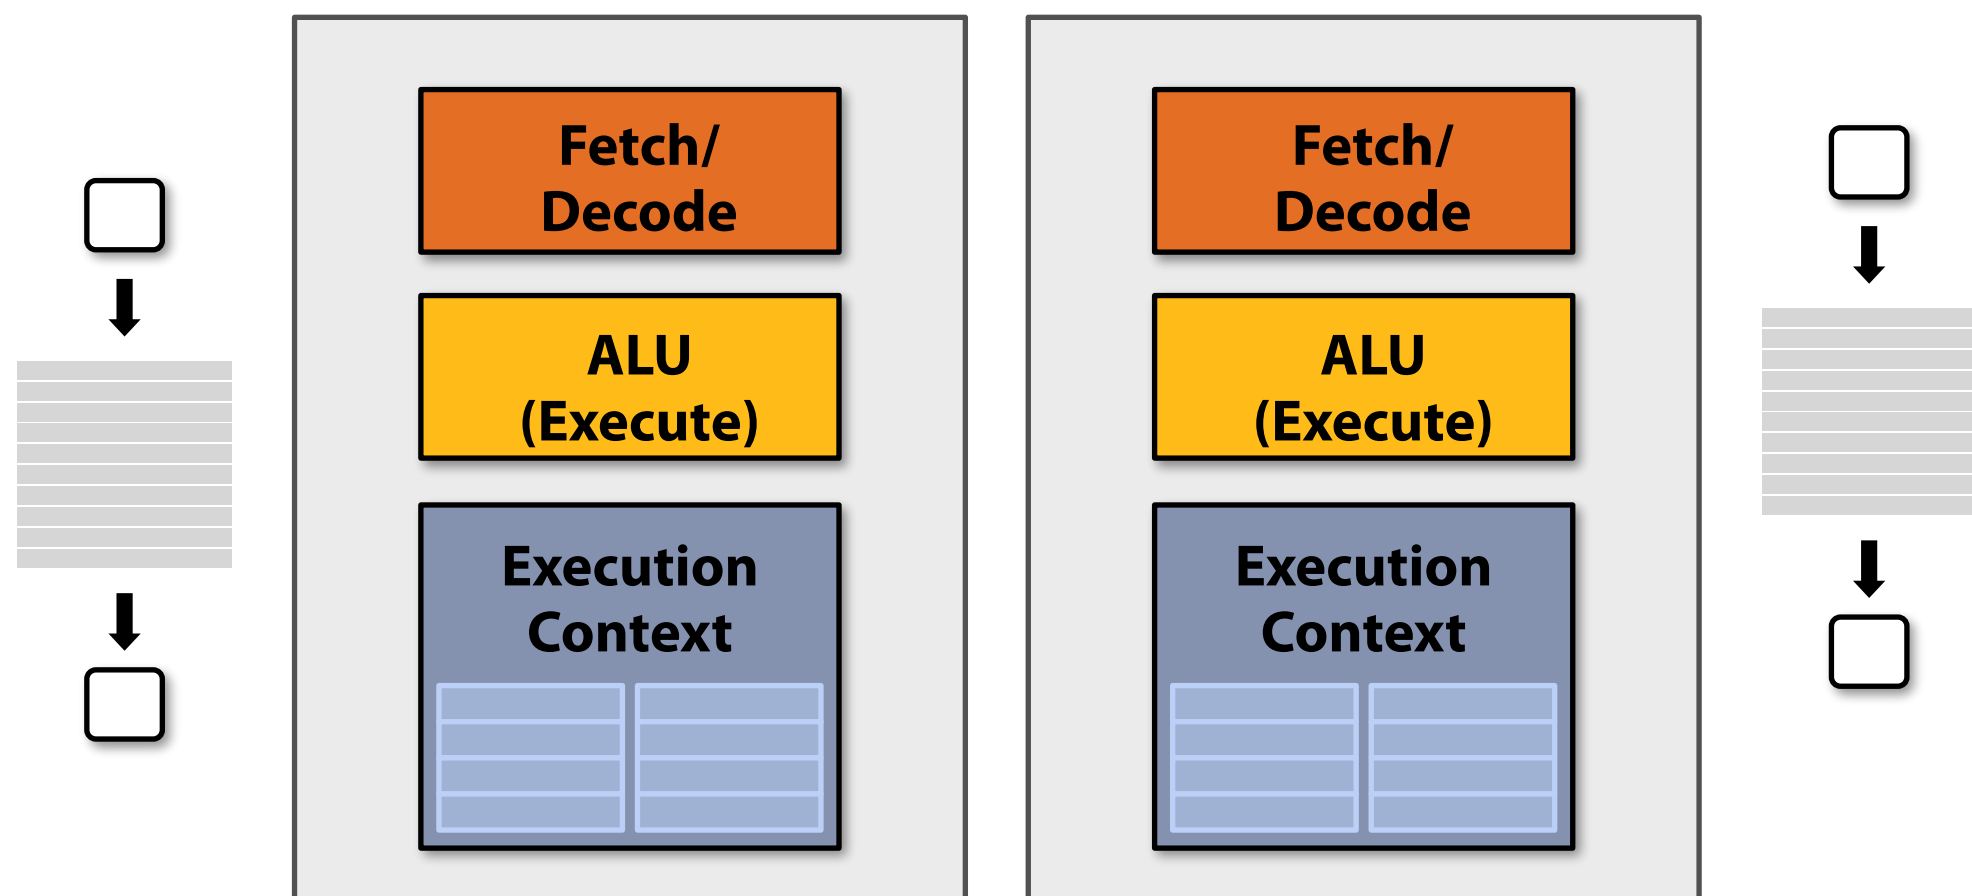 Fetch/
Decode
ALU
(Execute)
Execution
Context
Fetch/
Decode
ALU
(Execute)
Execution
Context